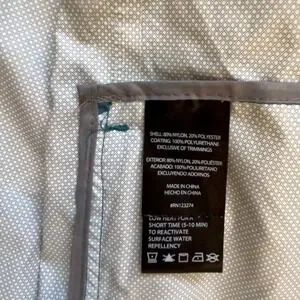 SHELL: 80% NYLON, 20% POLYESTER
COATING: 100% POLYURETHANE
EXCLUSIVE OF TRIMMINGS
EXTERIOR: 80% NYLON, 20% POLIÉSTER
ACABADO: 100% POLIURETANO
EXCLUYENDO ADORNOS
MADE IN CHINA
HECHO EN CHINA
#RN123274
LOW HEAT FOR A
SHORT TIME (5-10 MIN)
TO REACTIVATE
SURFACE WATER
REPELLENCY